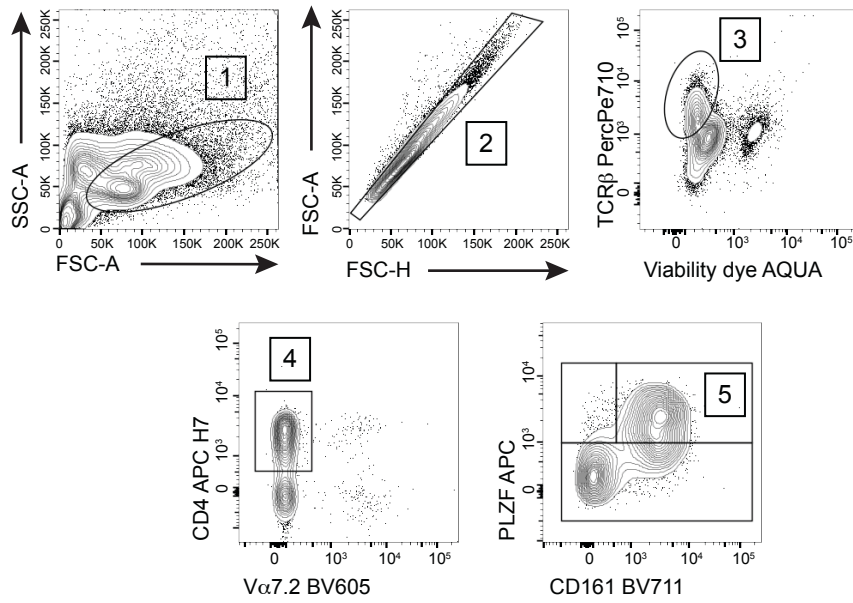 1
250K
200K
150K
100K
50K
0
SSC-A
0 50K 100K 150K 200K 250K
FSC-A
2
250K
200K
150K
100K
50K
0
FSC-A
0 50K 100K 150K 200K 250K
FSC-H
3
10⁵
10⁴
10³
0
TCRβ PercPe710
0 10³ 10⁴ 10⁵
Viability dye AQUA
4
10⁵
10⁴
10³
0
CD4 APC H7
0 10³ 10⁴ 10⁵
Vα7.2 BV605
5
10⁵
10⁴
10³
0
PLZF APC
0 10³ 10⁴ 10⁵
CD161 BV711